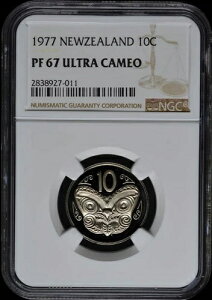 1977 NEWZEALAND 10C
PF 67 ULTRA CAMEO
2838927-011
NUMISMATIC GUARANTY CORPORATION
NGC
10